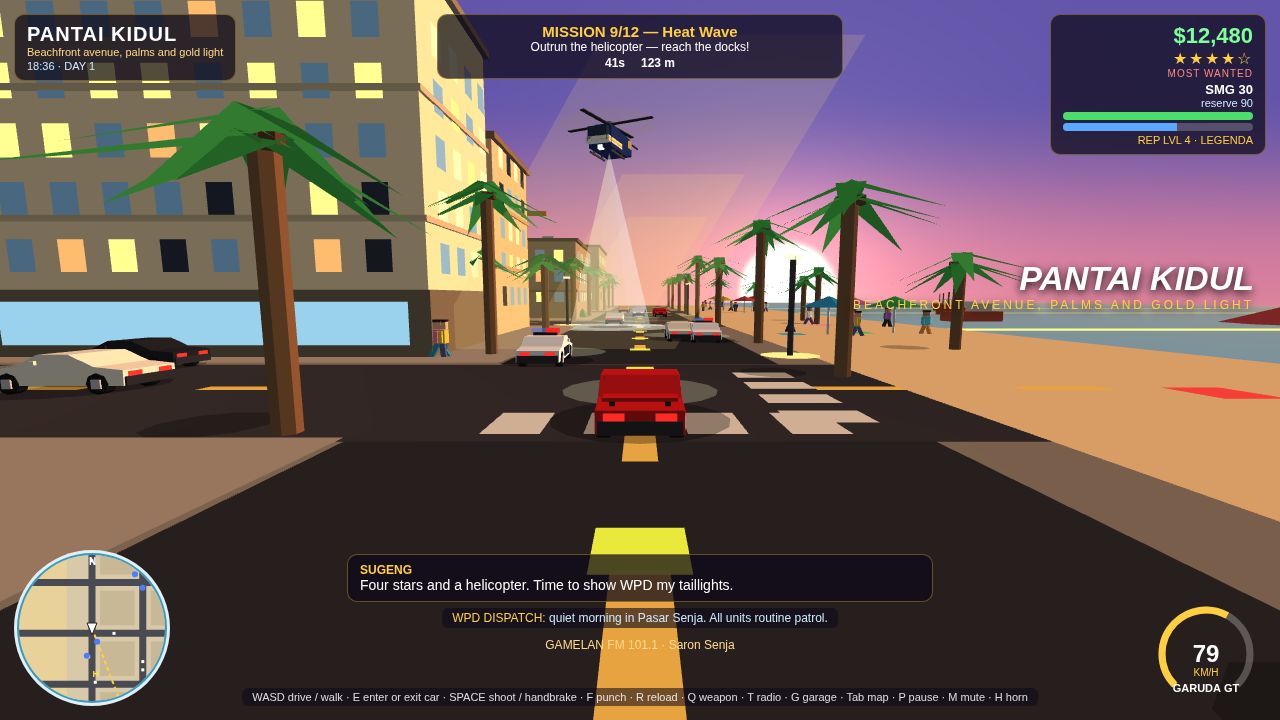 PANTAI KIDUL
Beachfront avenue, palms and gold light
18:36 · DAY 1
MISSION 9/12 — Heat Wave
Outrun the helicopter — reach the docks!
41s 123 m
$12,480
★★★★☆
MOST WANTED
SMG 30
reserve 90
REP LVL 4 · LEGENDA
PANTAI KIDUL
BEACHFRONT AVENUE, PALMS AND GOLD LIGHT
N
H
SUGENG
Four stars and a helicopter. Time to show WPD my taillights.
WPD DISPATCH: quiet morning in Pasar Senja. All units routine patrol.
GAMELAN FM 101.1 · Saron Senja
WASD drive / walk · E enter or exit car · SPACE shoot / handbrake · F punch · R reload · Q weapon · T radio · G garage · Tab map · P pause · M mute · H horn
79
KM/H
GARUDA GT